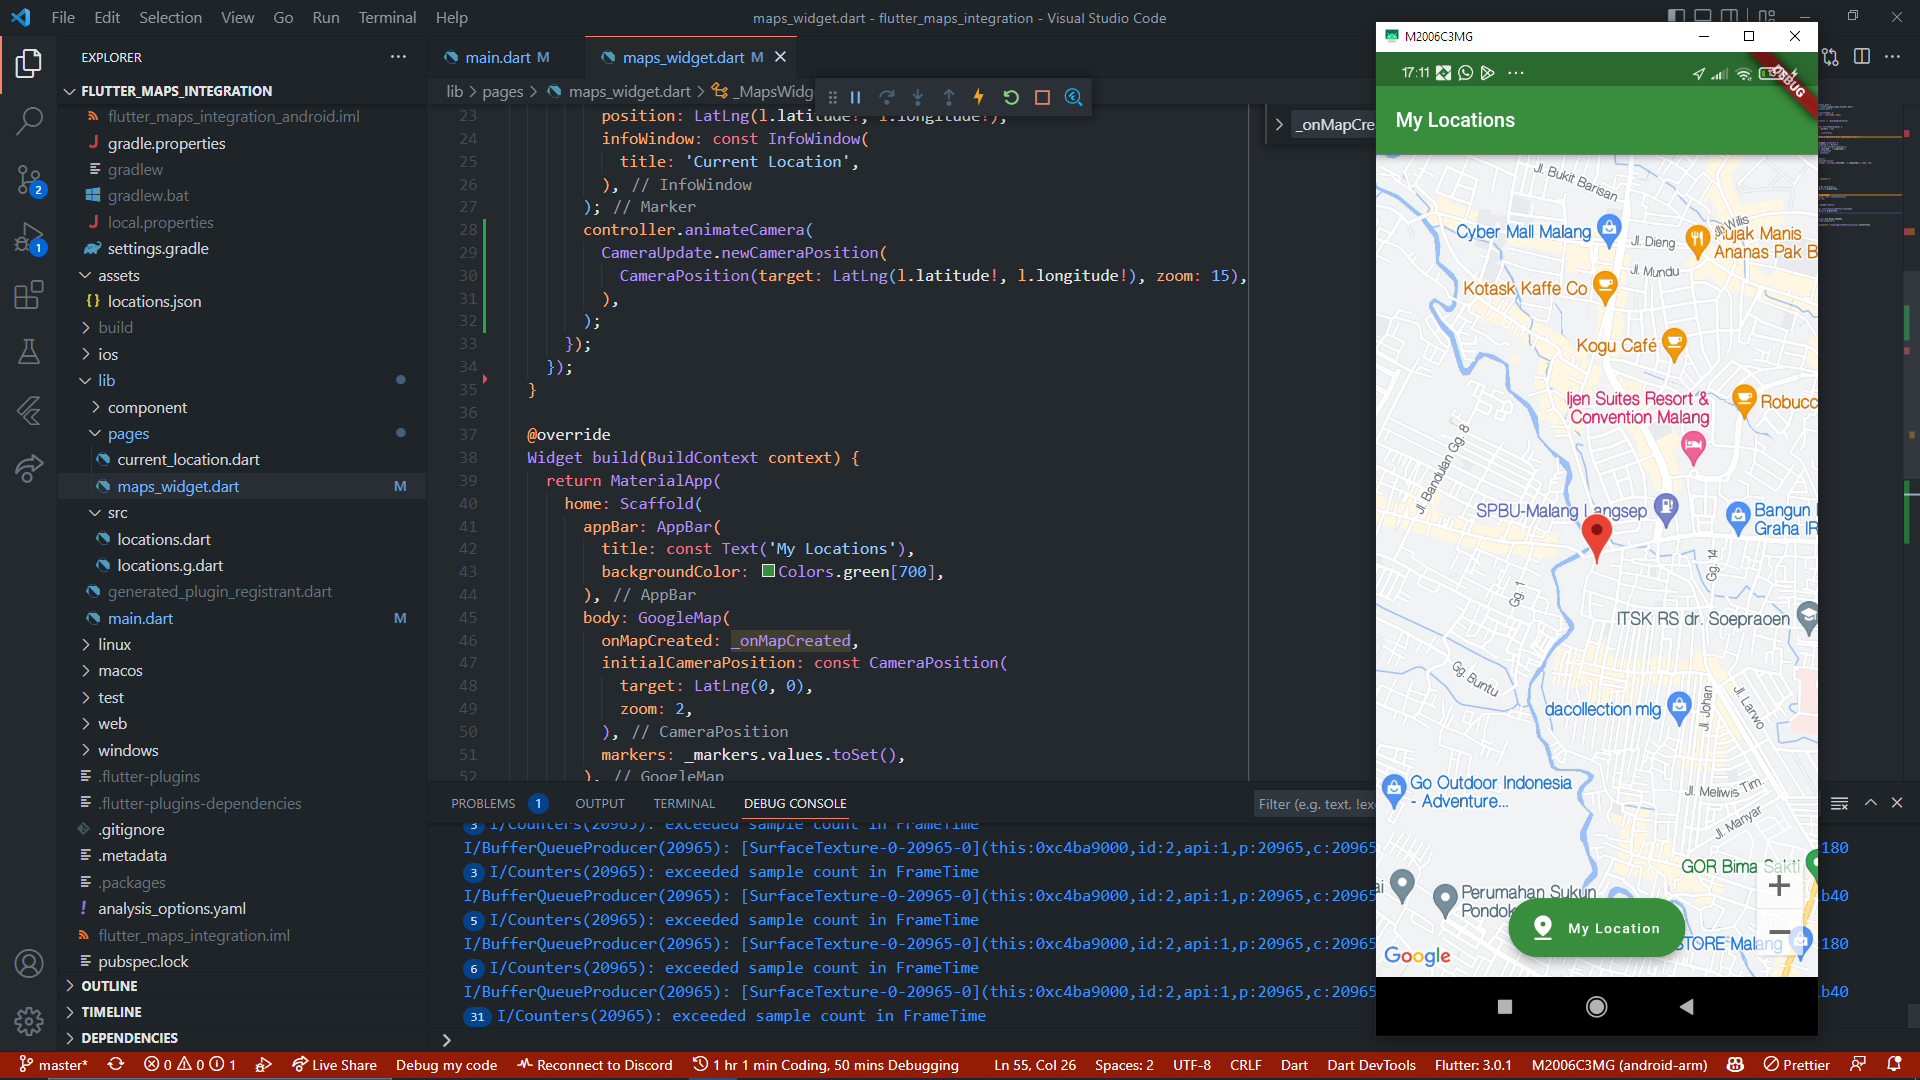 File Edit Selection View Go Run Terminal Help
maps_widget.dart - flutter_maps_integration - Visual Studio Code
EXPLORER
FLUTTER_MAPS_INTEGRATION
flutter_maps_integration_android.iml
gradle.properties
gradlew
gradlew.bat
local.properties
settings.gradle
assets
locations.json
build
ios
lib
component
pages
current_location.dart
maps_widget.dart M
src
locations.dart
locations.g.dart
generated_plugin_registrant.dart
main.dart M
linux
macos
test
web
windows
.flutter-plugins
.flutter-plugins-dependencies
.gitignore
.metadata
.packages
analysis_options.yaml
flutter_maps_integration.iml
pubspec.lock
OUTLINE
TIMELINE
DEPENDENCIES
2
1
main.dart M
maps_widget.dart M
lib > pages > maps_widget.dart > _MapsWidg
_onMapCre
23 position: LatLng(l.latitude!, l.longitude!),
24 infoWindow: const InfoWindow(
25 title: 'Current Location',
26 ), // InfoWindow
27 ); // Marker
28 controller.animateCamera(
29 CameraUpdate.newCameraPosition(
30 CameraPosition(target: LatLng(l.latitude!, l.longitude!), zoom: 15),
31 ),
32 );
33 });
34 });
35 }
36
37 @override
38 Widget build(BuildContext context) {
39 return MaterialApp(
40 home: Scaffold(
41 appBar: AppBar(
42 title: const Text('My Locations'),
43 backgroundColor: Colors.green[700],
44 ), // AppBar
45 body: GoogleMap(
46 onMapCreated: _onMapCreated,
47 initialCameraPosition: const CameraPosition(
48 target: LatLng(0, 0),
49 zoom: 2,
50 ), // CameraPosition
51 markers: _markers.values.toSet(),
52 ), // GoogleMap
PROBLEMS 1 OUTPUT TERMINAL DEBUG CONSOLE
Filter (e.g. text, !exc
3 I/Counters(20965): exceeded sample count in FrameTime
I/BufferQueueProducer(20965): [SurfaceTexture-0-20965-0](this:0xc4ba9000,id:2,api:1,p:20965,c:20965 180
3 I/Counters(20965): exceeded sample count in FrameTime
I/BufferQueueProducer(20965): [SurfaceTexture-0-20965-0](this:0xc4ba9000,id:2,api:1,p:20965,c:20965 b40
5 I/Counters(20965): exceeded sample count in FrameTime
I/BufferQueueProducer(20965): [SurfaceTexture-0-20965-0](this:0xc4ba9000,id:2,api:1,p:20965,c:20965 180
6 I/Counters(20965): exceeded sample count in FrameTime
I/BufferQueueProducer(20965): [SurfaceTexture-0-20965-0](this:0xc4ba9000,id:2,api:1,p:20965,c:20965 b40
31 I/Counters(20965): exceeded sample count in FrameTime
M2006C3MG
17:11
DEBUG
My Locations
Jl. Bukit Barisan
Cyber Mall Malang
Jl. Dieng
Jl. Wilis
Rujak Manis
Ananas Pak B
Jl. Mundu
Kotask Kaffe Co
Kogu Café
Ijen Suites Resort &
Convention Malang
Robucc
Jl. Bandulan Gg. 8
SPBU-Malang Langsep
Bangun
Graha IR
Gg. 14
Gg. 1
ITSK RS dr. Soepraoen
Gg. Buntu
dacollection mlg
Jl. Johan
Jl. Larwo
Go Outdoor Indonesia
- Adventure...
Jl. Meliwis Tim.
Jl. Manyar
GOR Bima Sakti
ai
Perumahan Sukun
Pondok
My Location
STORE Malang
Google
master* 0 0 1 Live Share Debug my code Reconnect to Discord 1 hr 1 min Coding, 50 mins Debugging Ln 55, Col 26 Spaces: 2 UTF-8 CRLF Dart Dart DevTools Flutter: 3.0.1 M2006C3MG (android-arm) Prettier